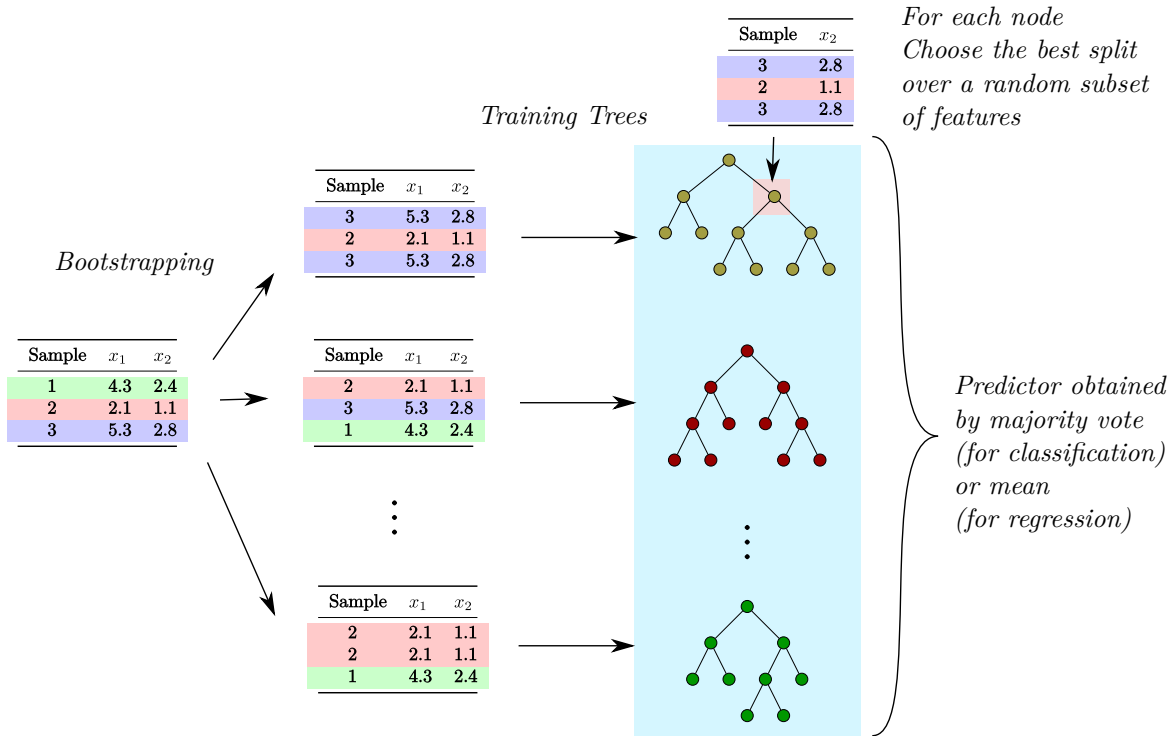 Bootstrapping
Sample x₁ x₂
1 4.3 2.4
2 2.1 1.1
3 5.3 2.8
Sample x₁ x₂
3 5.3 2.8
2 2.1 1.1
3 5.3 2.8
Sample x₁ x₂
2 2.1 1.1
3 5.3 2.8
1 4.3 2.4
Sample x₁ x₂
2 2.1 1.1
2 2.1 1.1
1 4.3 2.4
Training Trees
Sample x₂
3 2.8
2 1.1
3 2.8
For each node
Choose the best split
over a random subset
of features
Predictor obtained
by majority vote
(for classification)
or mean
(for regression)